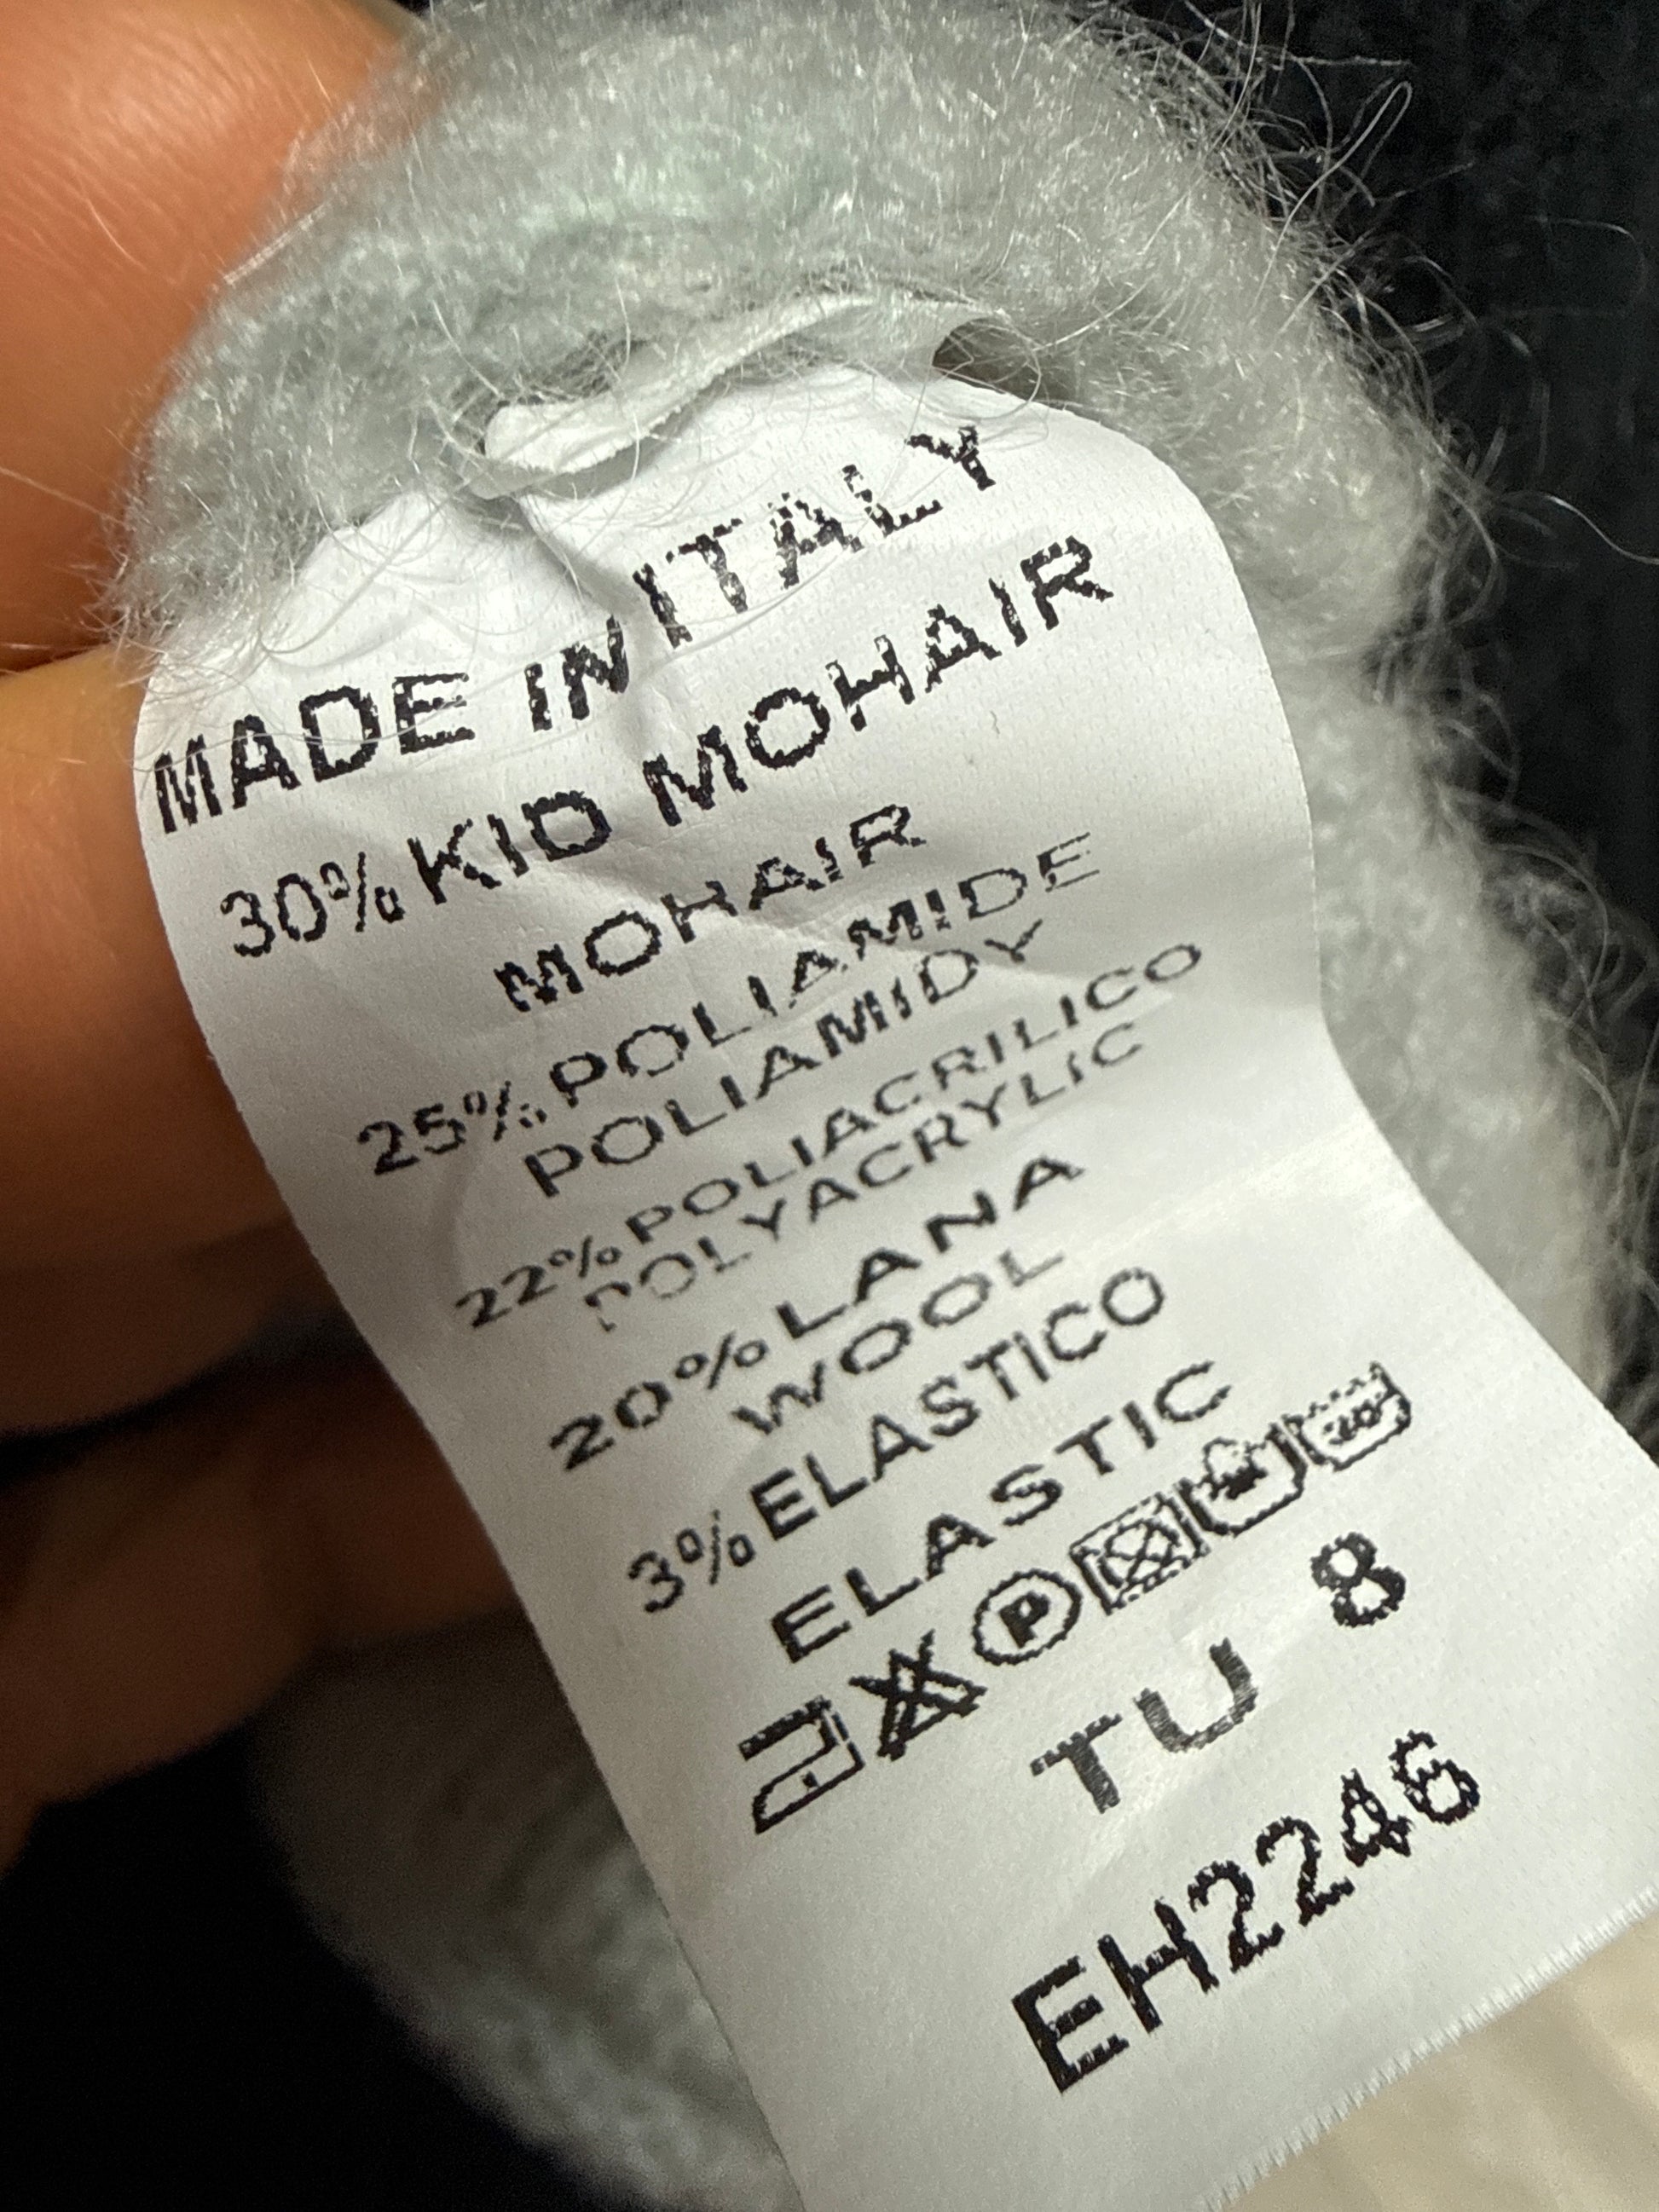 MADE IN ITALY
30% KID MOHAIR
MOHAIR
25% POLIAMIDE
POLIAMIDY
22% POLIACRILICO
POLYACRYLIC
20% LANA
WOOL
3% ELASTICO
ELASTIC
P 30
TU 8
EH2246